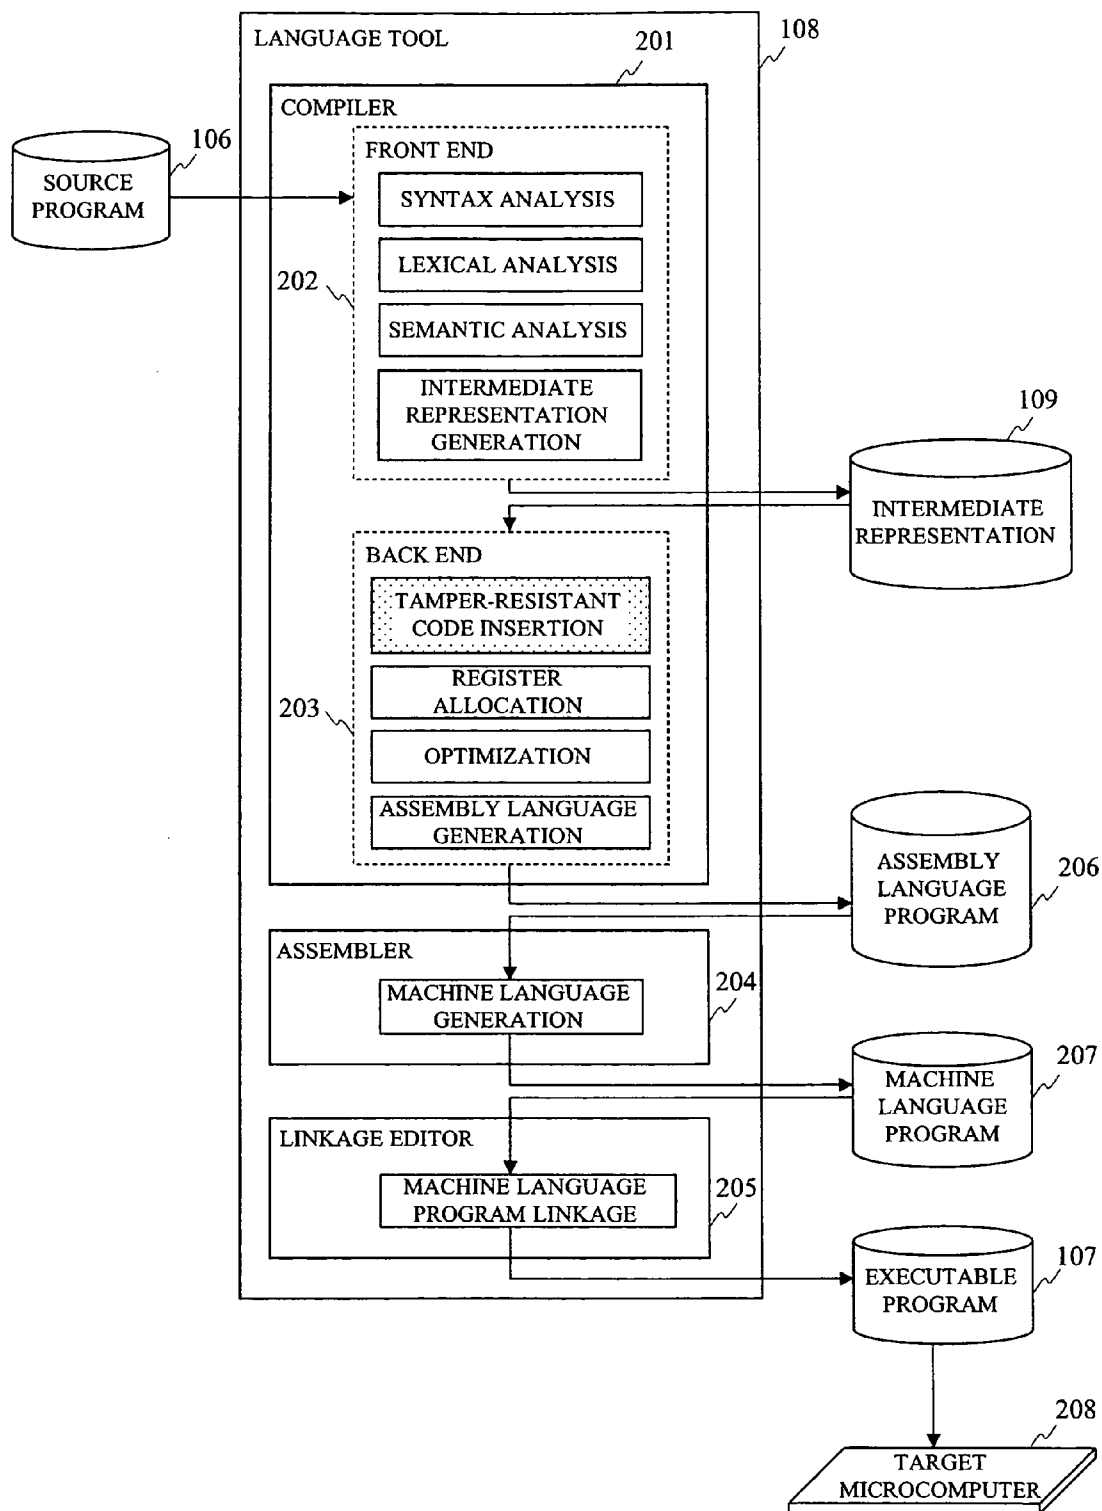 LANGUAGE TOOL
108
201
COMPILER
106
SOURCE
PROGRAM
FRONT END
SYNTAX ANALYSIS
LEXICAL ANALYSIS
202
SEMANTIC ANALYSIS
INTERMEDIATE
REPRESENTATION
GENERATION
109
INTERMEDIATE
REPRESENTATION
BACK END
TAMPER-RESISTANT
CODE INSERTION
REGISTER
ALLOCATION
203
OPTIMIZATION
ASSEMBLY LANGUAGE
GENERATION
ASSEMBLY
LANGUAGE
PROGRAM
206
ASSEMBLER
MACHINE LANGUAGE
GENERATION
204
MACHINE
LANGUAGE
PROGRAM
207
LINKAGE EDITOR
MACHINE LANGUAGE
PROGRAM LINKAGE
205
EXECUTABLE
PROGRAM
107
208
TARGET
MICROCOMPUTER